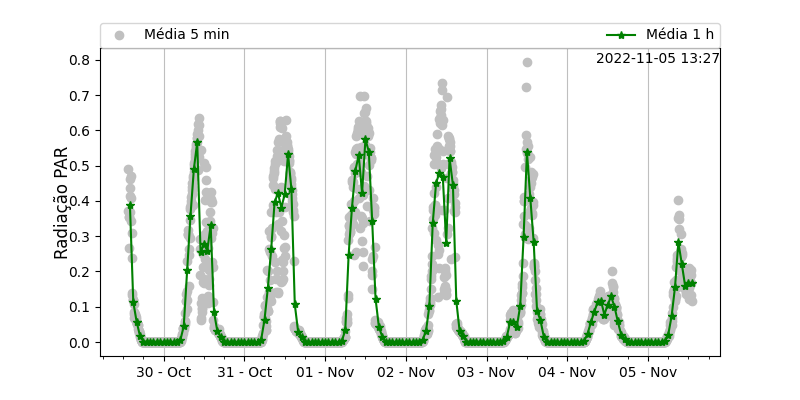 Média 5 min
Média 1 h
2022-11-05 13:27
Radiação PAR
0.8
0.7
0.6
0.5
0.4
0.3
0.2
0.1
0.0
30 - Oct
31 - Oct
01 - Nov
02 - Nov
03 - Nov
04 - Nov
05 - Nov